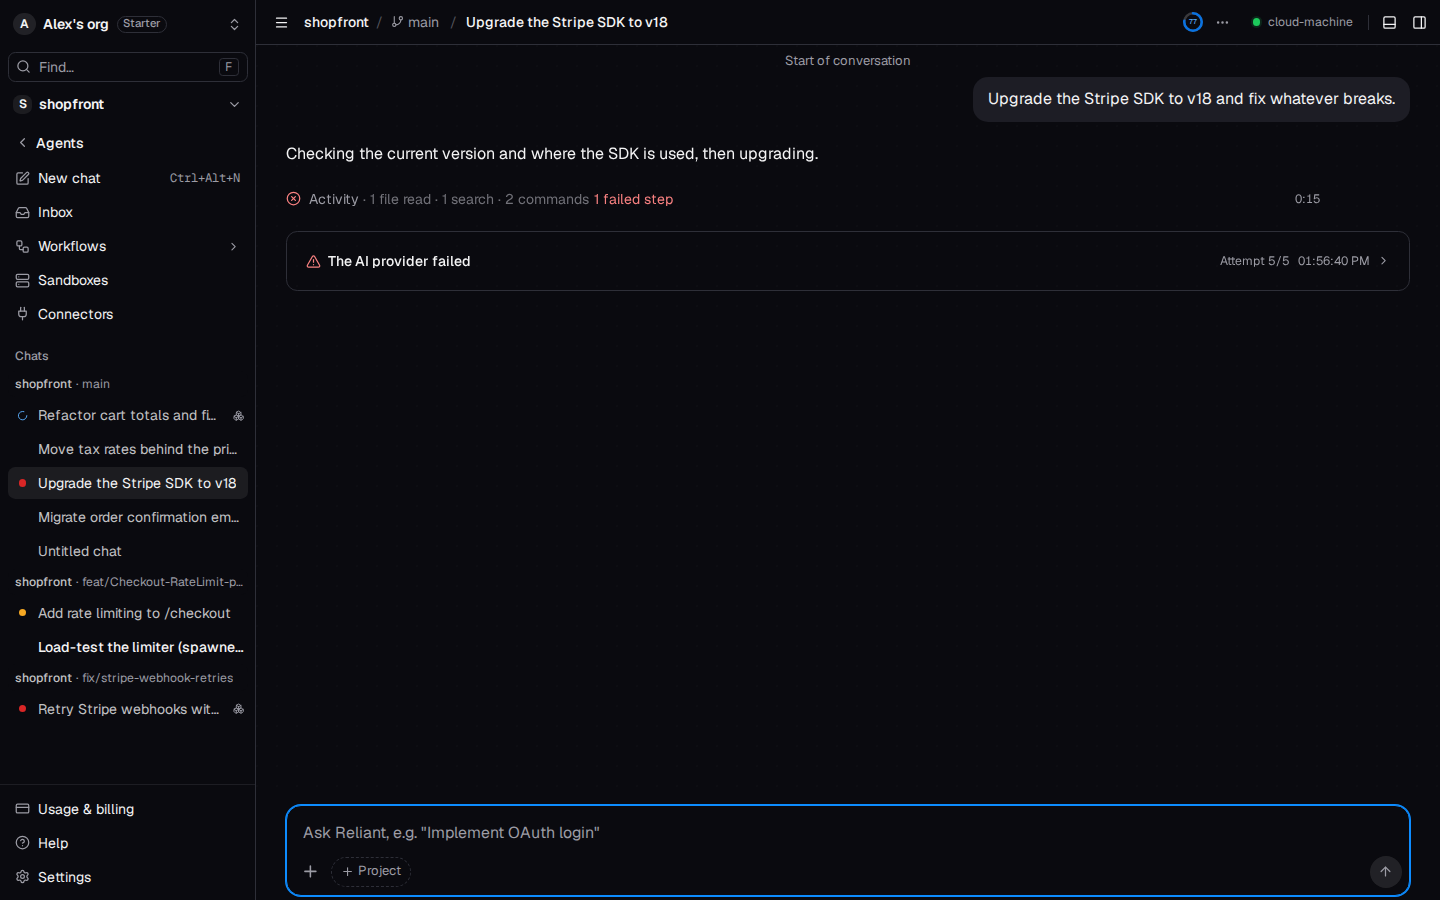 A Alex's org Starter
Find... F
S shopfront
Agents
New chat Ctrl+Alt+N
Inbox
Workflows
Sandboxes
Connectors
Chats
shopfront · main
Refactor cart totals and fi...
Move tax rates behind the pri...
Upgrade the Stripe SDK to v18
Migrate order confirmation em...
Untitled chat
shopfront · feat/Checkout-RateLimit-p...
Add rate limiting to /checkout
Load-test the limiter (spawne...
shopfront · fix/stripe-webhook-retries
Retry Stripe webhooks wit...
Usage & billing
Help
Settings
shopfront / main / Upgrade the Stripe SDK to v18
77 cloud-machine
Start of conversation
Upgrade the Stripe SDK to v18 and fix whatever breaks.
Checking the current version and where the SDK is used, then upgrading.
Activity · 1 file read · 1 search · 2 commands 1 failed step 0:15
The AI provider failed Attempt 5/5 01:56:40 PM
Ask Reliant, e.g. "Implement OAuth login"
+ Project